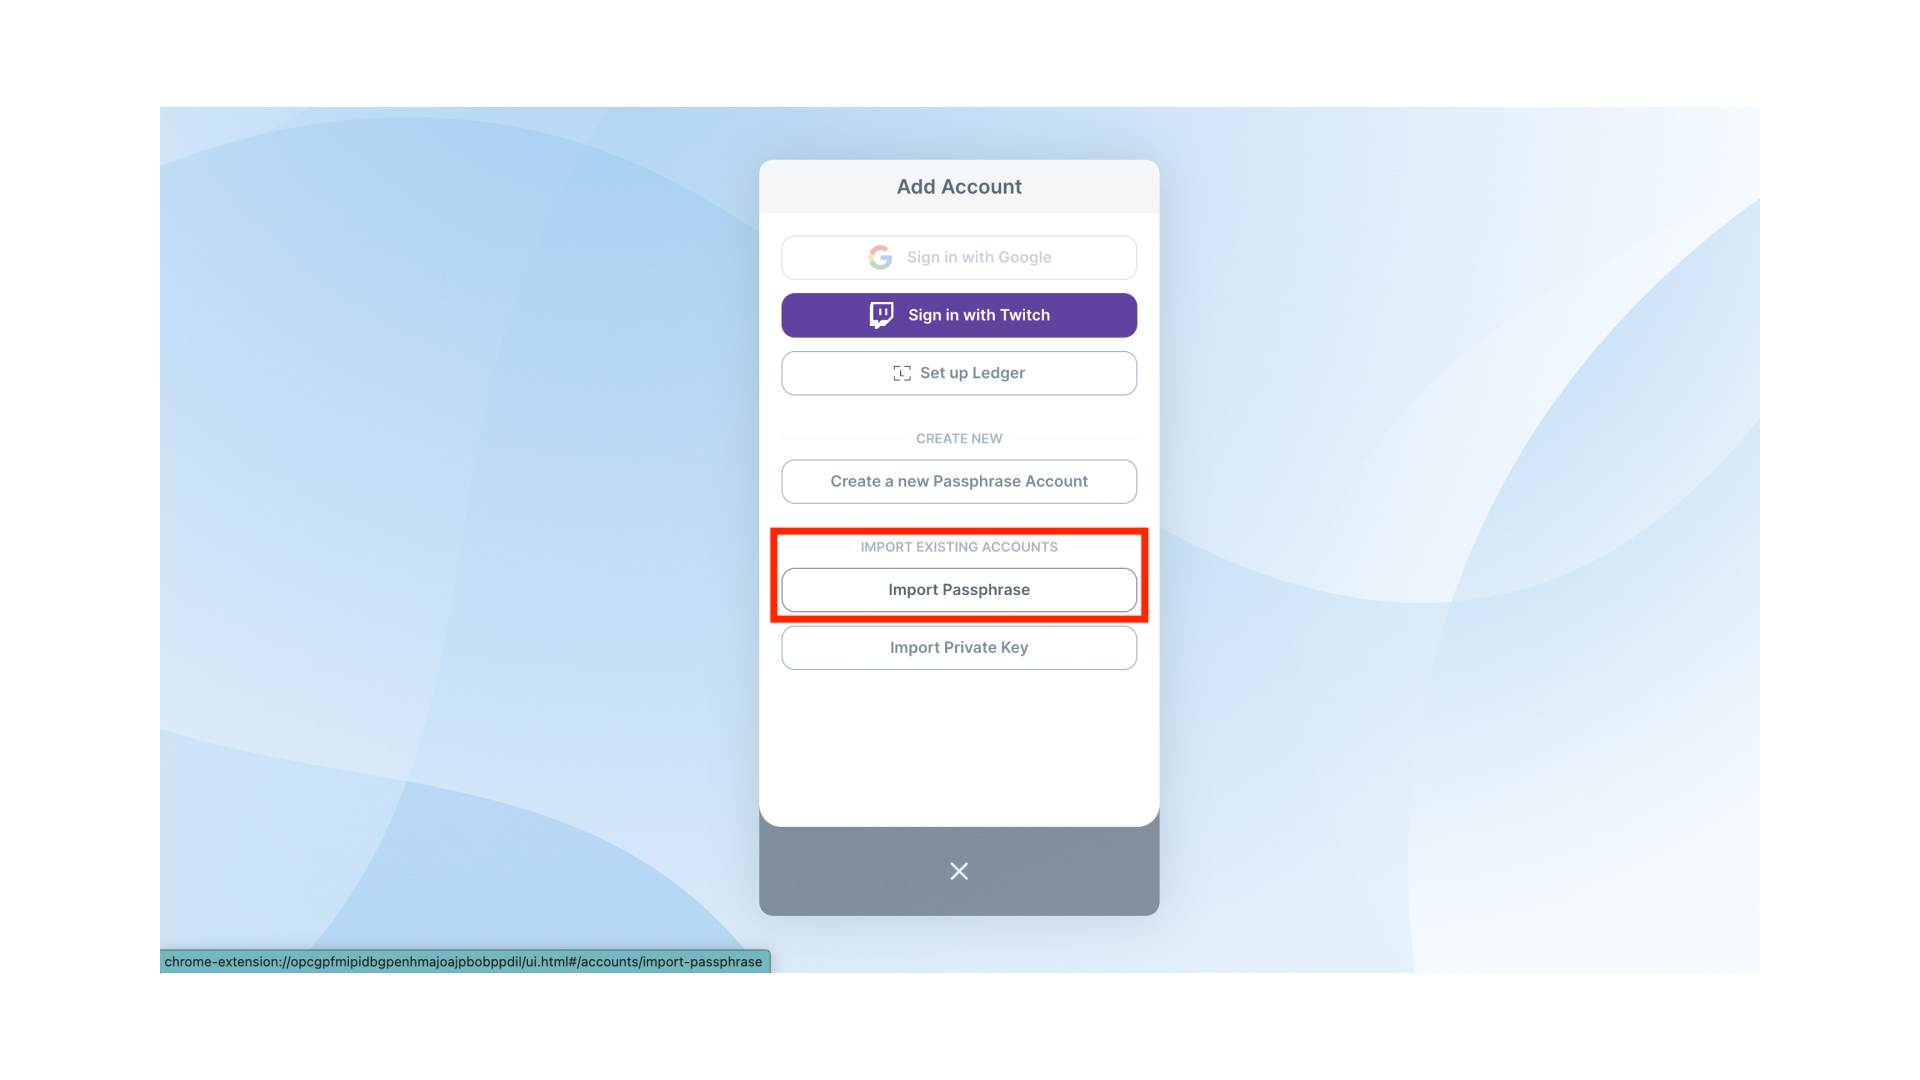 Add Account
Sign in with Google
Sign in with Twitch
Set up Ledger
CREATE NEW
Create a new Passphrase Account
IMPORT EXISTING ACCOUNTS
Import Passphrase
Import Private Key
chrome-extension://opcgpfmipidbgpenhmajoajpbobppdil/ui.html#/accounts/import-passphrase